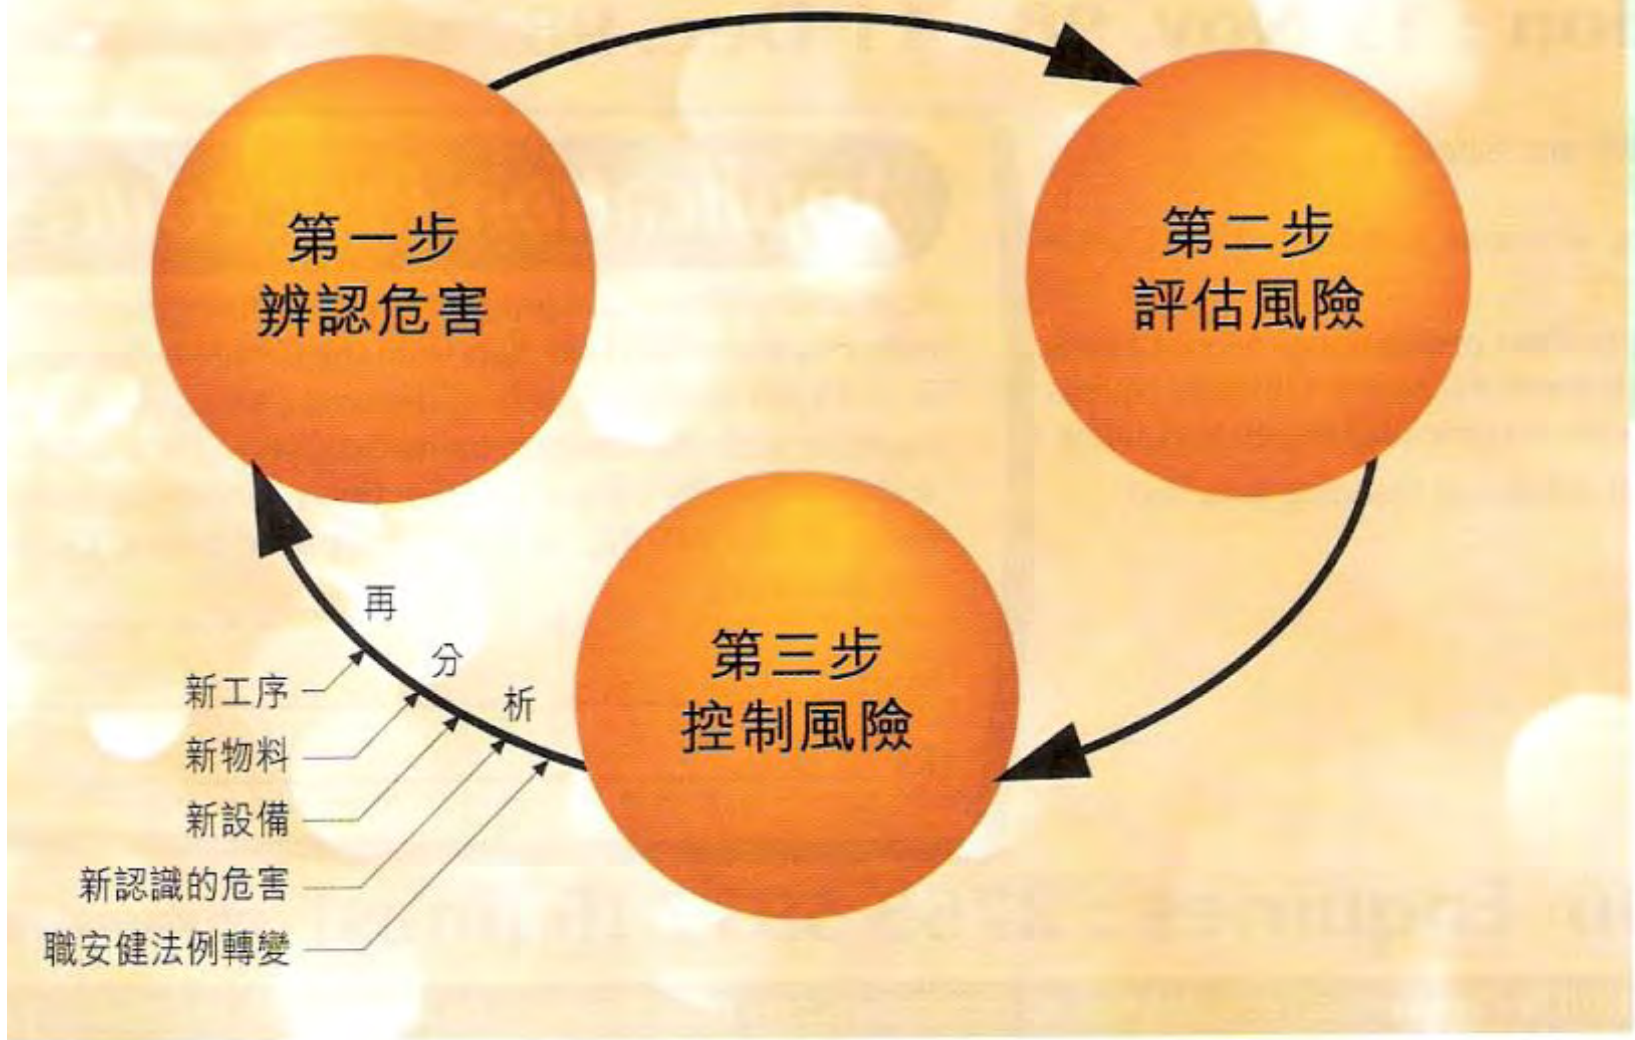 第一步
辨認危害
第二步
評估風險
第三步
控制風險
再
分
析
新工序
新物料
新設備
新認識的危害
職安健法例轉變